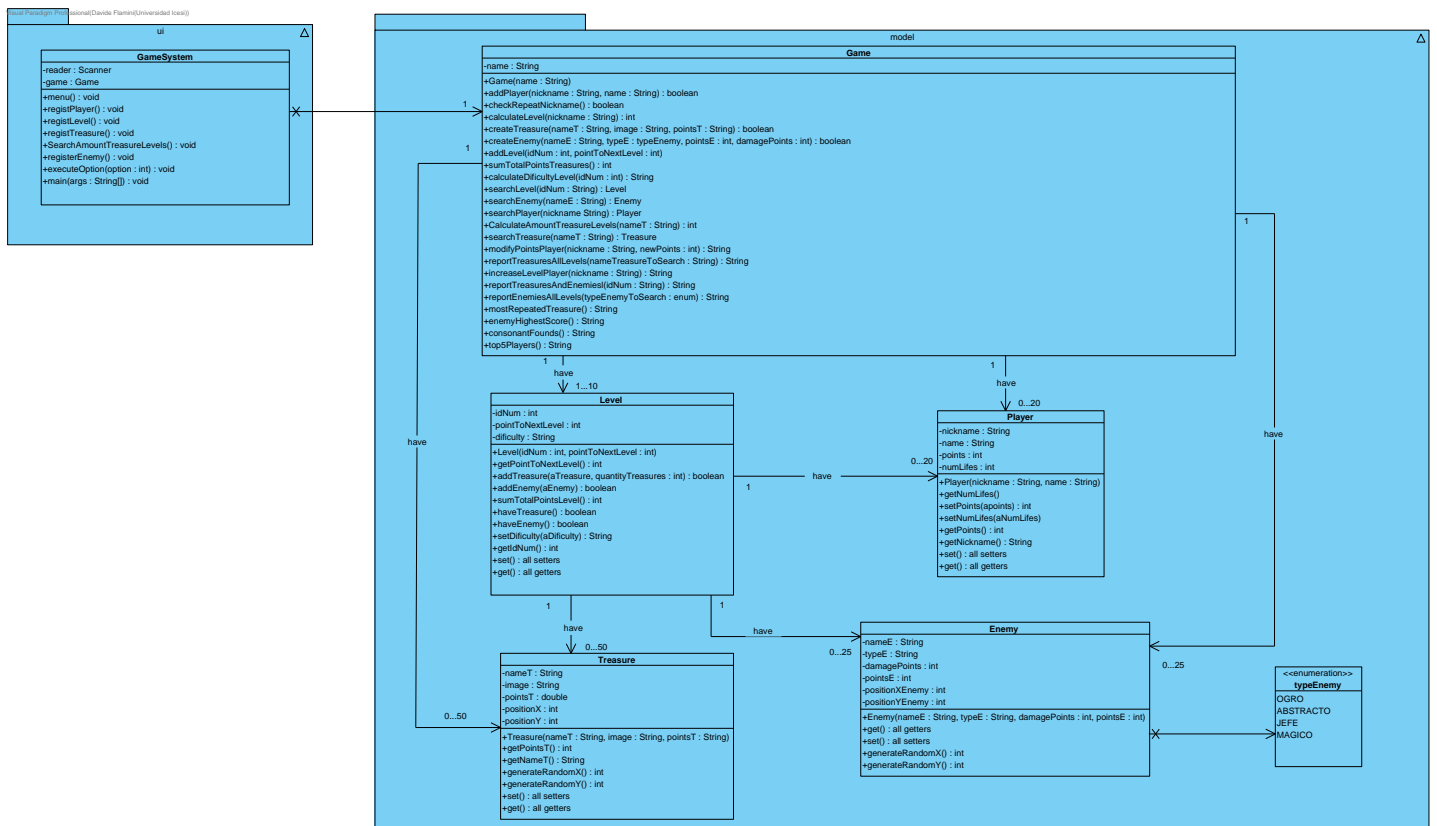 Visual Paradigm Professional(Davide Flamini(Universidad Icesi))
ui
GameSystem
-reader : Scanner
-game : Game
+menu() : void
+registPlayer() : void
+registLevel() : void
+registTreasure() : void
+SearchAmountTreasureLevels() : void
+registerEnemy() : void
+executeOption(option : int) : void
+main(args : String[]) : void
1
model
Game
-name : String
+Game(name : String)
+addPlayer(nickname : String, name : String) : boolean
+checkRepeatNickname() : boolean
+calculateLevel(nickname : String) : int
+createTreasure(nameT : String, image : String, pointsT : String) : boolean
+createEnemy(nameE : String, typeE : typeEnemy, pointsE : int, damagePoints : int) : boolean
+addLevel(idNum : int, pointToNextLevel : int)
+sumTotalPointsTreasures() : int
+calculateDificultyLevel(idNum : int) : String
+searchLevel(idNum : String) : Level
+searchEnemy(nameE : String) : Enemy
+searchPlayer(nickname String) : Player
+CalculateAmountTreasureLevels(nameT : String) : int
+searchTreasure(nameT : String) : Treasure
+modifyPointsPlayer(nickname : String, newPoints : int) : String
+reportTreasuresAllLevels(nameTreasureToSearch : String) : String
+increaseLevelPlayer(nickname : String) : String
+reportTreasuresAndEnemiesl(idNum : String) : String
+reportEnemiesAllLevels(typeEnemyToSearch : enum) : String
+mostRepeatedTreasure() : String
+enemyHighestScore() : String
+consonantFounds() : String
+top5Players() : String
1
1
1
have
1...10
1
have
0...20
Level
-idNum : int
-pointToNextLevel : int
-dificulty : String
+Level(idNum : int, pointToNextLevel : int)
+getPointToNextLevel() : int
+addTreasure(aTreasure, quantityTreasures : int) : boolean
+addEnemy(aEnemy) : boolean
+sumTotalPointsLevel() : int
+haveTreasure() : boolean
+haveEnemy() : boolean
+setDificulty(aDificulty) : String
+getIdNum() : int
+set() : all setters
+get() : all getters
1
have
0...20
Player
-nickname : String
-name : String
-points : int
-numLifes : int
+Player(nickname : String, name : String)
+getNumLifes()
+setPoints(apoints) : int
+setNumLifes(aNumLifes)
+getPoints() : int
+getNickname() : String
+set() : all setters
+get() : all getters
have
have
1
have
0...50
1
have
0...25
0...25
0...50
Treasure
-nameT : String
-image : String
-pointsT : double
-positionX : int
-positionY : int
+Treasure(nameT : String, image : String, pointsT : String)
+getPointsT() : int
+getNameT() : String
+generateRandomX() : int
+generateRandomY() : int
+set() : all setters
+get() : all getters
Enemy
-nameE : String
-typeE : String
-damagePoints : int
-pointsE : int
-positionXEnemy : int
-positionYEnemy : int
+Enemy(nameE : String, typeE : String, damagePoints : int, pointsE : int)
+get() : all getters
+set() : all setters
+generateRandomX() : int
+generateRandomY() : int
<<enumeration>>
typeEnemy
OGRO
ABSTRACTO
JEFE
MAGICO